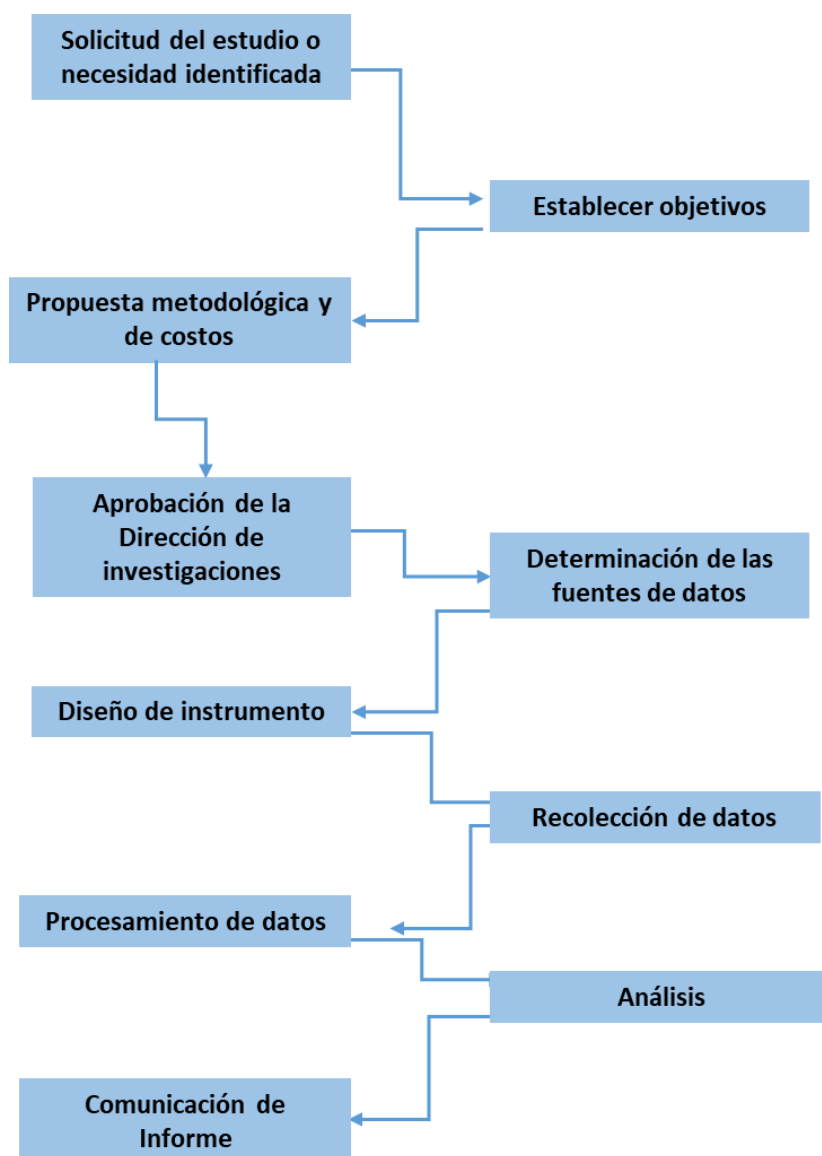 Solicitud del estudio o
necesidad identificada
Establecer objetivos
Propuesta metodológica y
de costos
Aprobación de la
Dirección de
investigaciones
Determinación de las
fuentes de datos
Diseño de instrumento
Recolección de datos
Procesamiento de datos
Análisis
Comunicación de
Informe